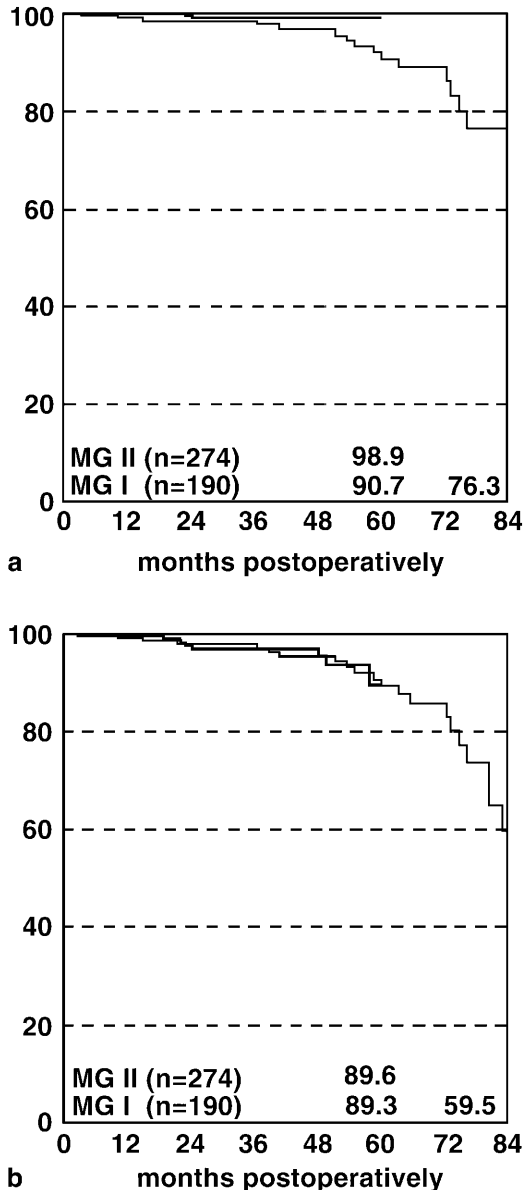 100
80
60
40
20
MG II (n=274) 98.9
MG I (n=190) 90.7 76.3
0
0 12 24 36 48 60 72 84
a months postoperatively
100
80
60
40
20
MG II (n=274) 89.6
MG I (n=190) 89.3 59.5
0
0 12 24 36 48 60 72 84
b months postoperatively